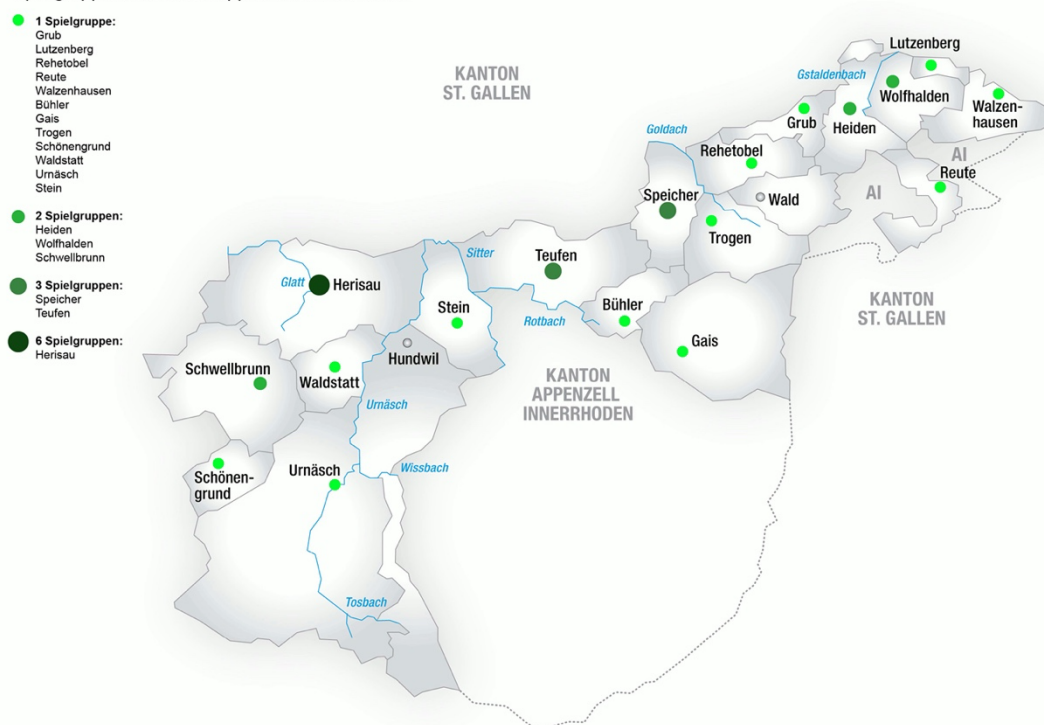 1 Spielgruppe:
Grub
Lutzenberg
Rehetobel
Reute
Walzenhausen
Bühler
Gais
Trogen
Schönengrund
Waldstatt
Urnäsch
Stein
2 Spielgruppen:
Heiden
Wolfhalden
Schwellbrunn
3 Spielgruppen:
Speicher
Teufen
6 Spielgruppen:
Herisau
KANTON
ST. GALLEN
Lutzenberg
Gstaldenbach
Wolfhalden
Walzen-
hausen
Grub
Heiden
Goldach
Rehetobel
AI
Reute
Speicher
Wald
AI
Trogen
Sitter
Teufen
Glatt
Herisau
Stein
Rotbach
Bühler
KANTON
ST. GALLEN
Gais
Hundwil
Schwellbrunn
Waldstatt
KANTON
APPENZELL
INNERRHODEN
Urnäsch
Schönen-
grund
Urnäsch
Wissbach
Tosbach